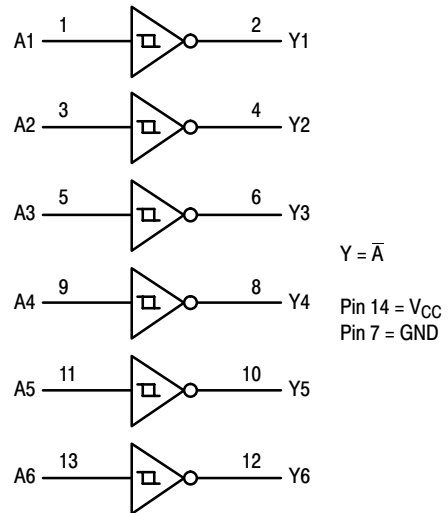 A1 1 2 Y1
A2 3 4 Y2
A3 5 6 Y3
A4 9 8 Y4
A5 11 10 Y5
A6 13 12 Y6
Y = A̅
Pin 14 = VCC
Pin 7 = GND